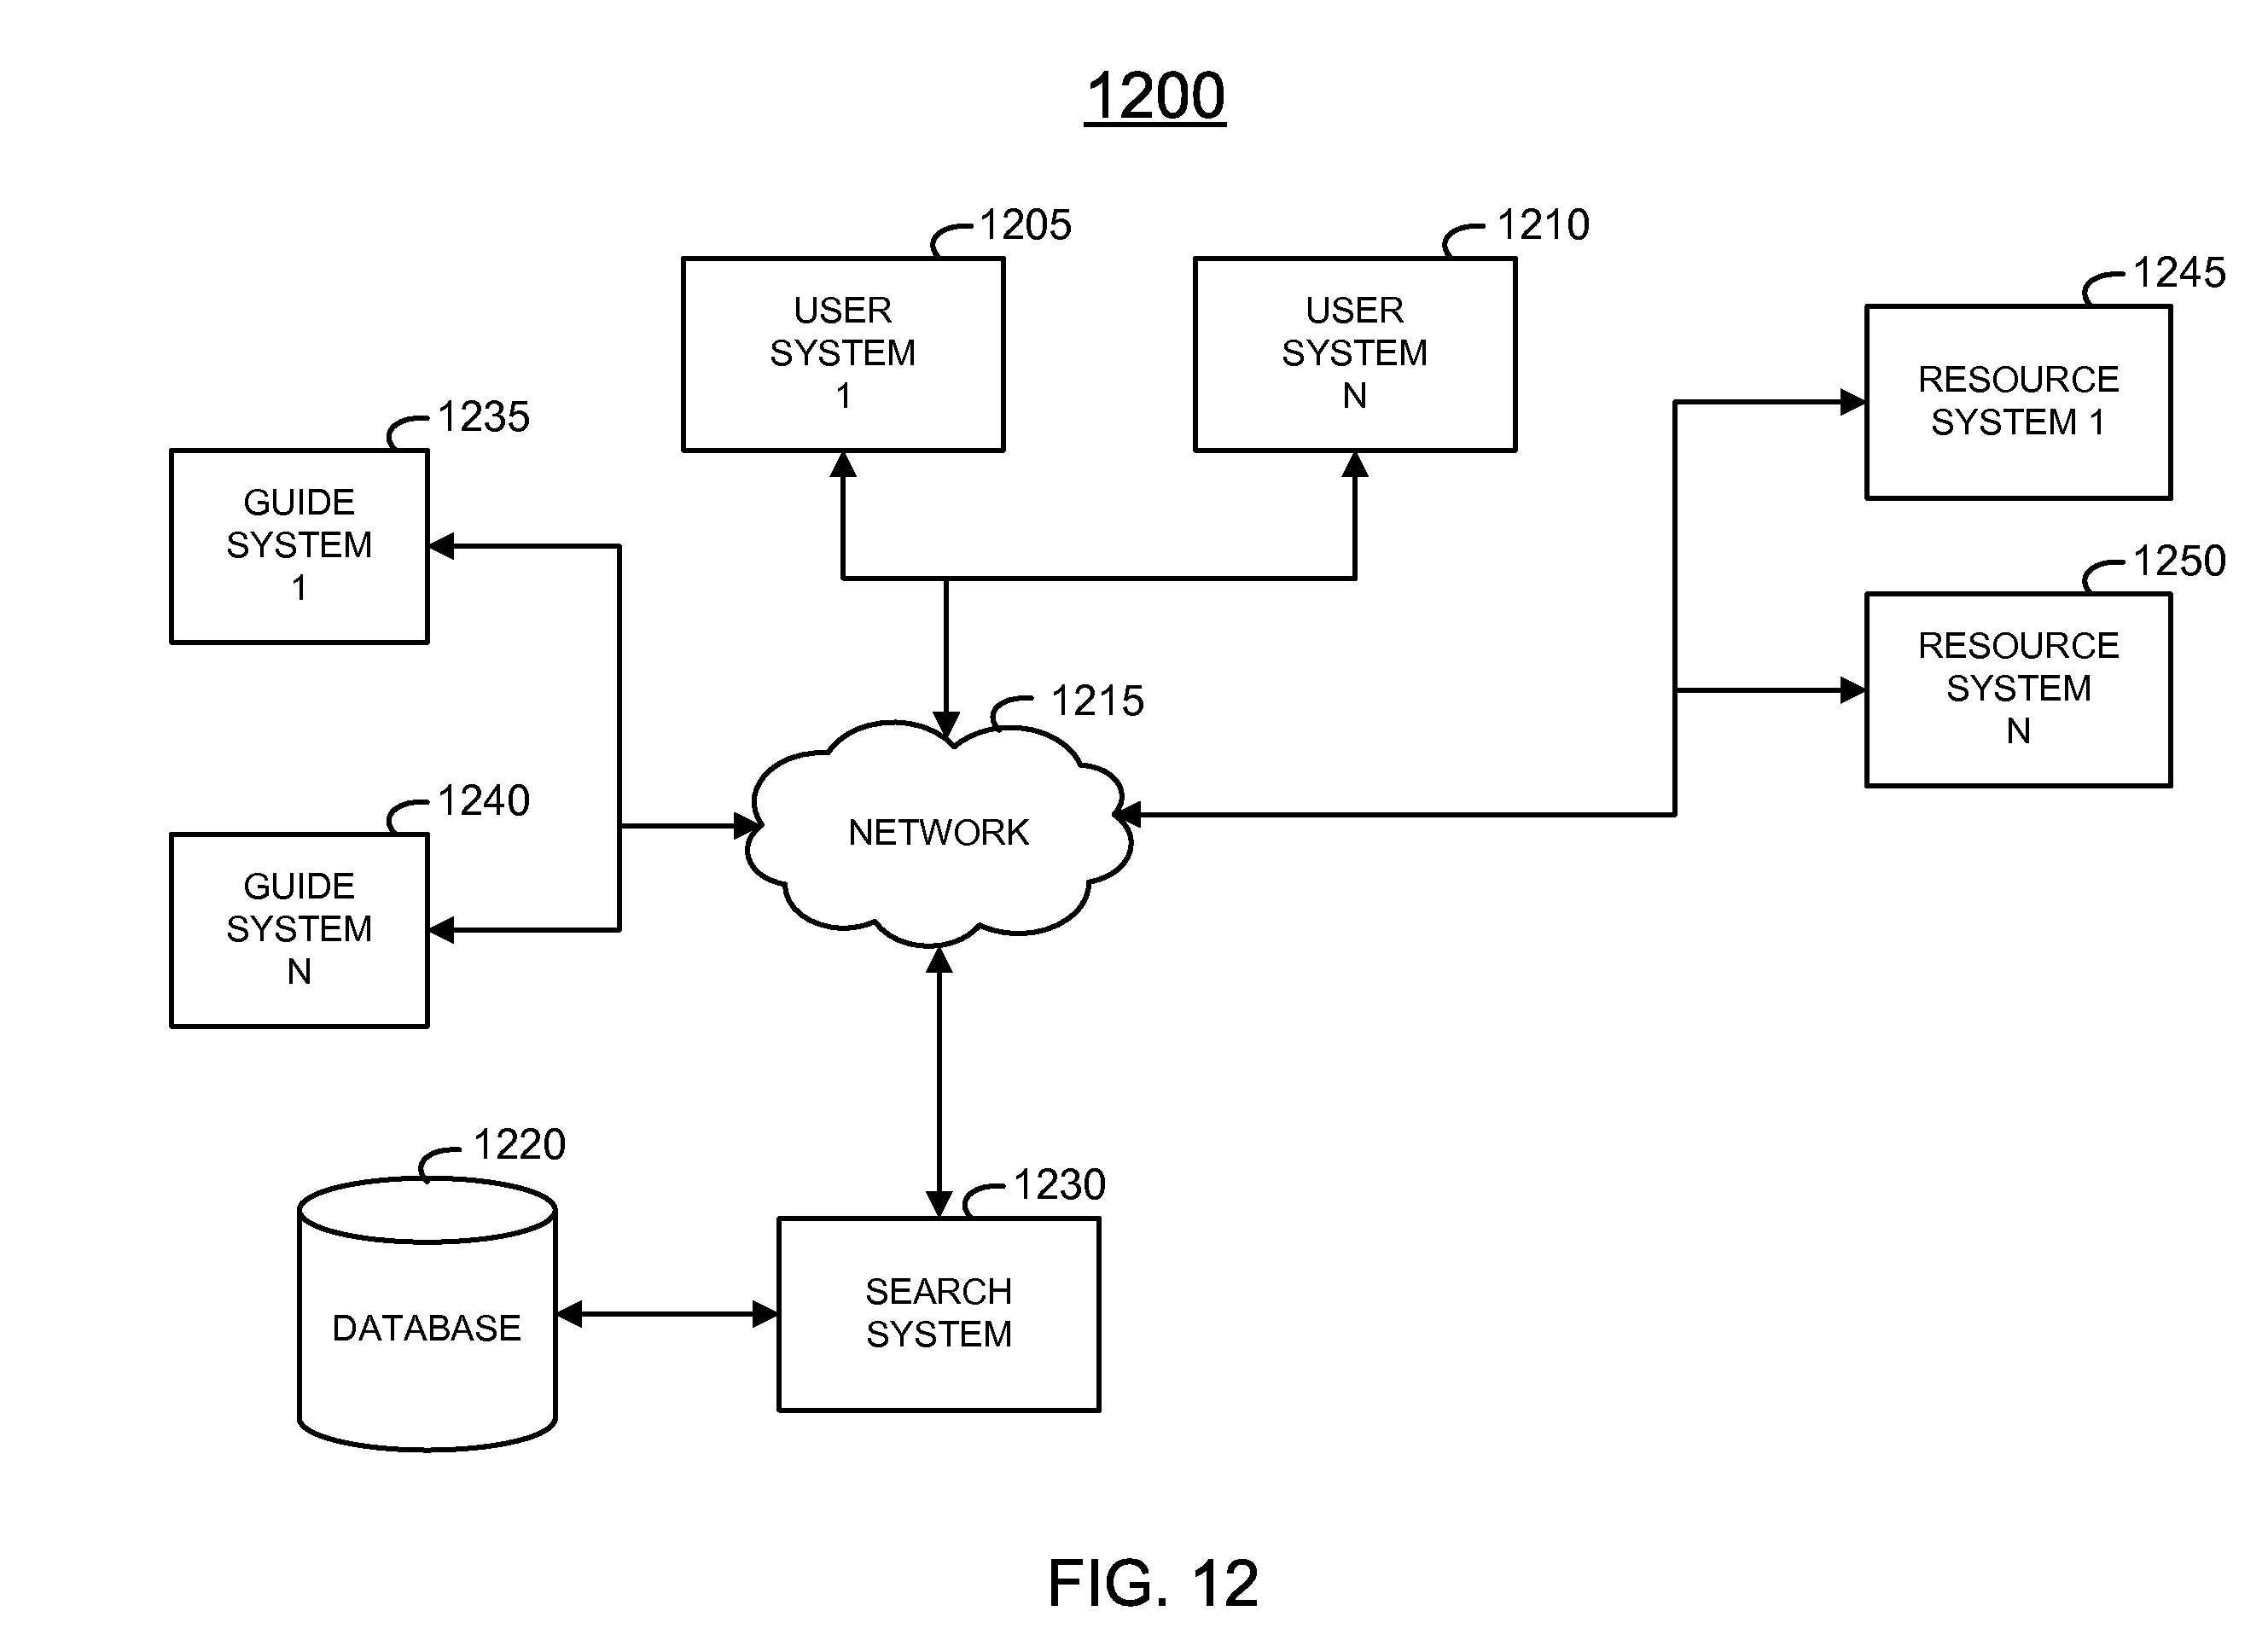 1200
1205
USER
SYSTEM
1
1210
USER
SYSTEM
N
1245
RESOURCE
SYSTEM 1
1235
GUIDE
SYSTEM
1
1250
RESOURCE
SYSTEM
N
1215
NETWORK
1240
GUIDE
SYSTEM
N
1220
DATABASE
1230
SEARCH
SYSTEM
FIG. 12